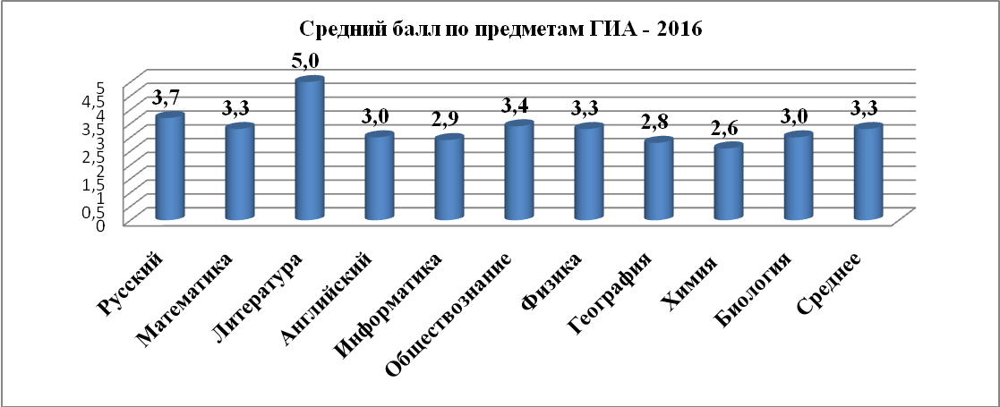 Средний балл по предметам ГИА - 2016
5
4,5
4
3,5
3
2,5
2
1,5
1
0,5
0
3,7
3,3
5,0
3,0
2,9
3,4
3,3
2,8
2,6
3,0
3,3
Русский
Математика
Литература
Английский
Информатика
Обществознание
Физика
География
Химия
Биология
Среднее